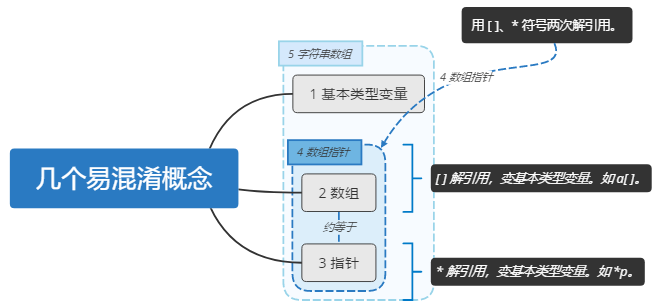 用 [ ]、* 符号两次解引用。
5 字符串数组
4 数组指针
1 基本类型变量
4 数组指针
几个易混淆概念
[ ] 解引用，变基本类型变量。如 a[ ]。
2 数组
约等于
3 指针
* 解引用，变基本类型变量。如 *p。